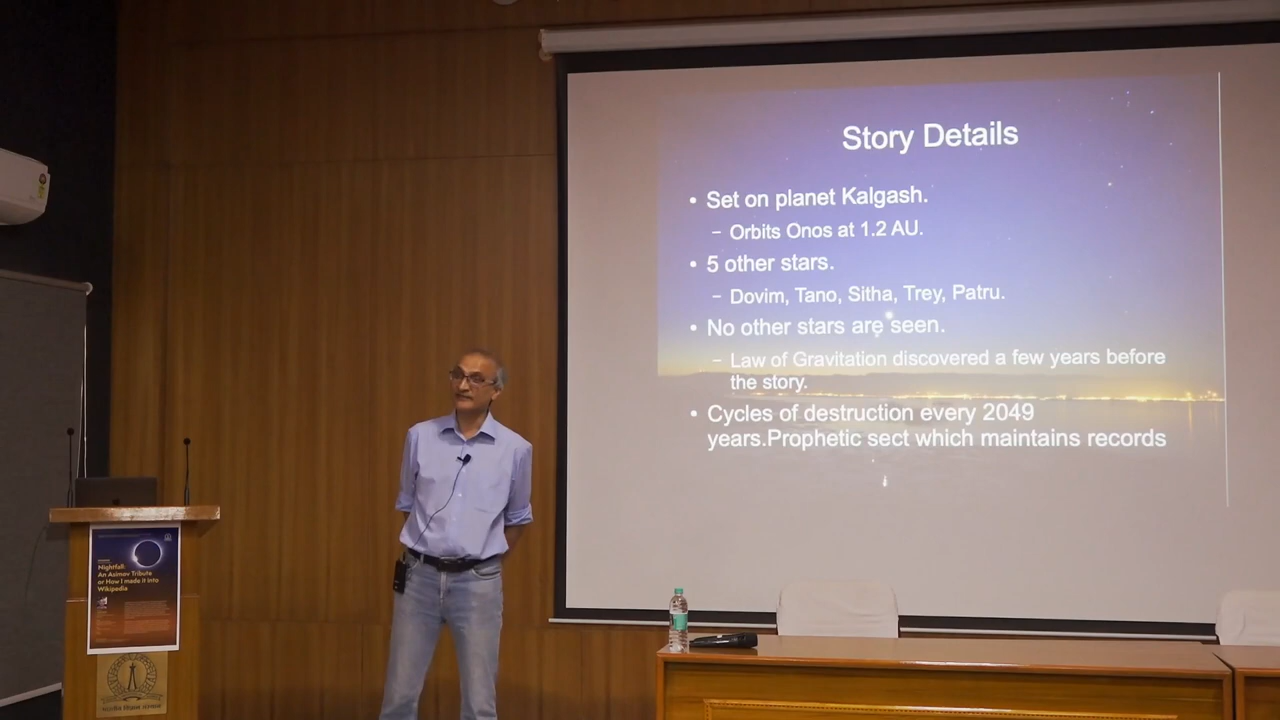 Story Details
• Set on planet Kalgash.
– Orbits Onos at 1.2 AU.
• 5 other stars.
– Dovim, Tano, Sitha, Trey, Patru.
• No other stars are seen.
– Law of Gravitation discovered a few years before
the story.
• Cycles of destruction every 2049
years.Prophetic sect which maintains records
Nightfall:
An Asimov Tribute
or How I made it into
Wikipedia